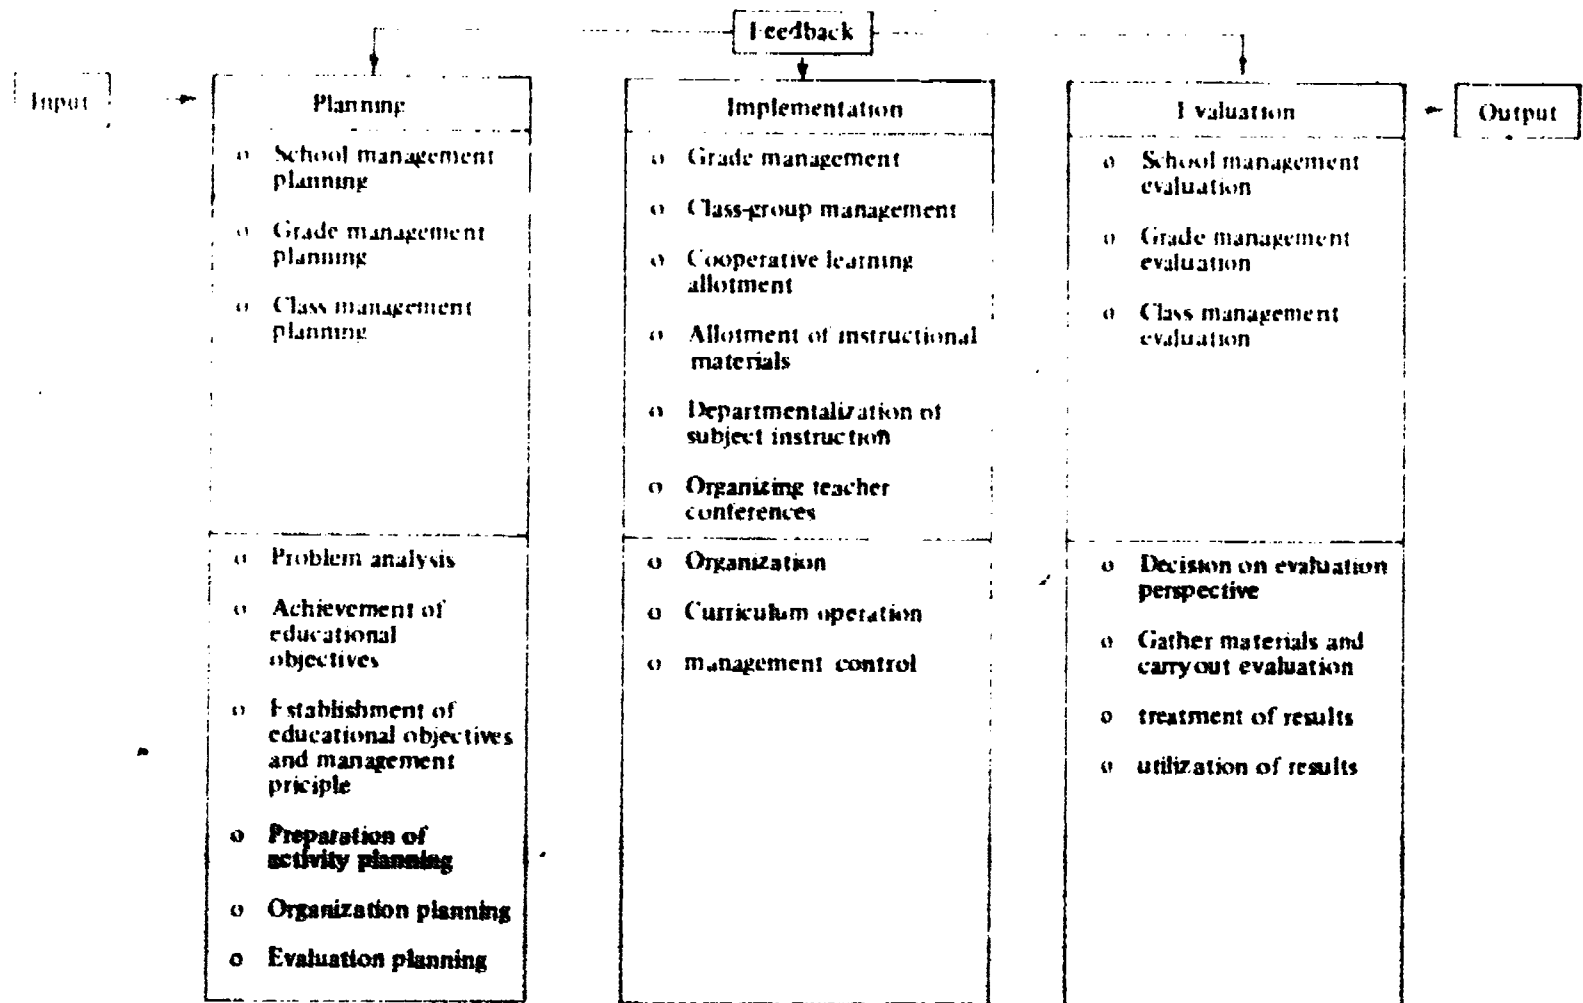 Feedback
Input
Planning
o School management
planning
o Grade management
planning
o Class management
planning
o Problem analysis
o Achievement of
educational
objectives
o Establishment of
educational objectives
and management
priciple
o Preparation of
activity planning
o Organization planning
o Evaluation planning
Implementation
o Grade management
o Class-group management
o Cooperative learning
allotment
o Allotment of instructional
materials
o Departmentalization of
subject instruction
o Organizing teacher
conferences
o Organization
o Curriculum operation
o management control
Evaluation
o School management
evaluation
o Grade management
evaluation
o Class management
evaluation
o Decision on evaluation
perspective
o Gather materials and
carry out evaluation
o treatment of results
o utilization of results
Output